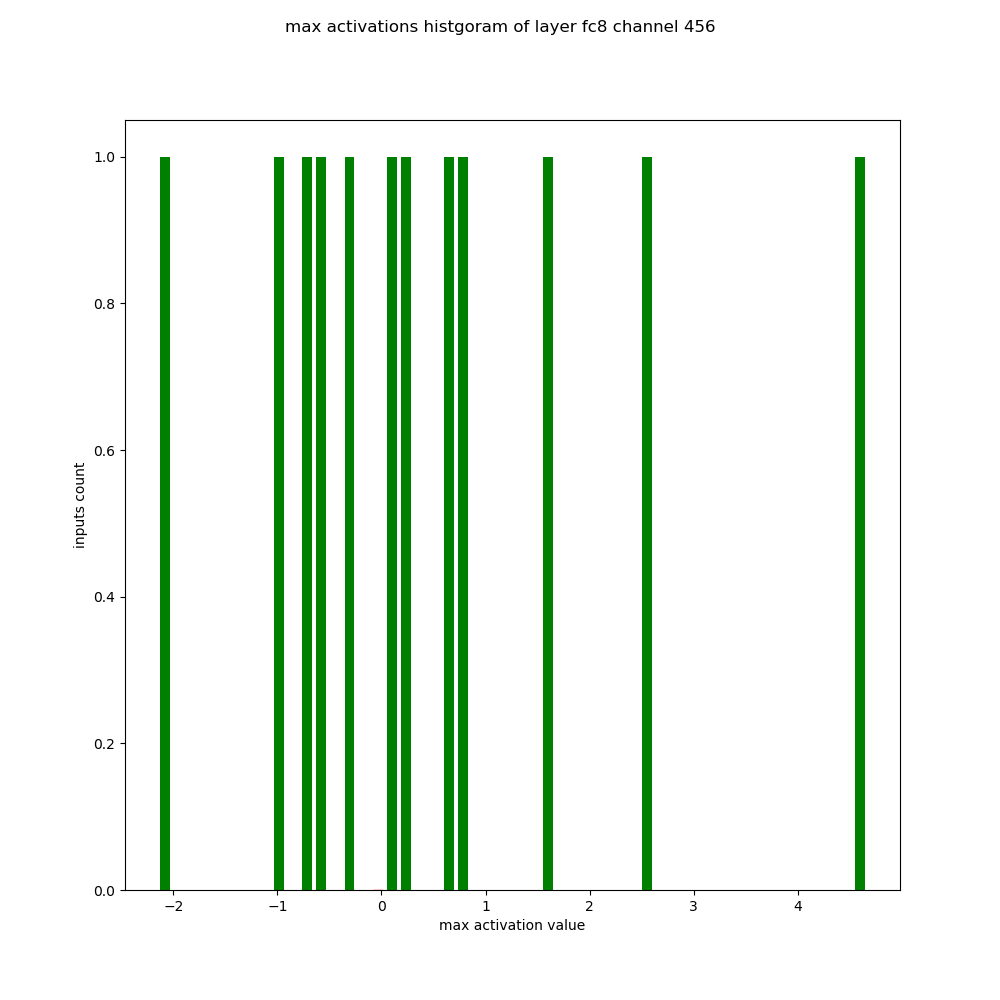 max activations histgoram of layer fc8 channel 456
1.0
0.8
0.6
0.4
0.2
0.0
inputs count
−2 −1 0 1 2 3 4
max activation value